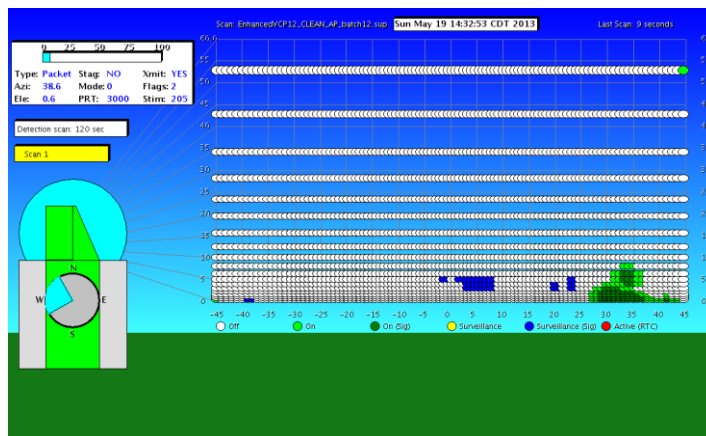 Scan: EnhancedVCP12_CLEAN_AP_batch12.sup Sun May 19 14:32:53 CDT 2013 Last Scan: 9 seconds
0 25 50 75 100
Type: Packet Stag: NO Xmit: YES
Azi: 38.6 Mode: 0 Flags: 2
Ele: 0.6 PRT: 3000 Stim: 205
Detection scan: 120 sec
Scan 1
N
W E
S
60.6
55
50
45
40
35
30
25
20
15
10
5
0
-45 -40 -35 -30 -25 -20 -15 -10 -5 0 5 10 15 20 25 30 35 40 45
Off On On (Sig) Surveillance Surveillance (Sig) Active (RTC)